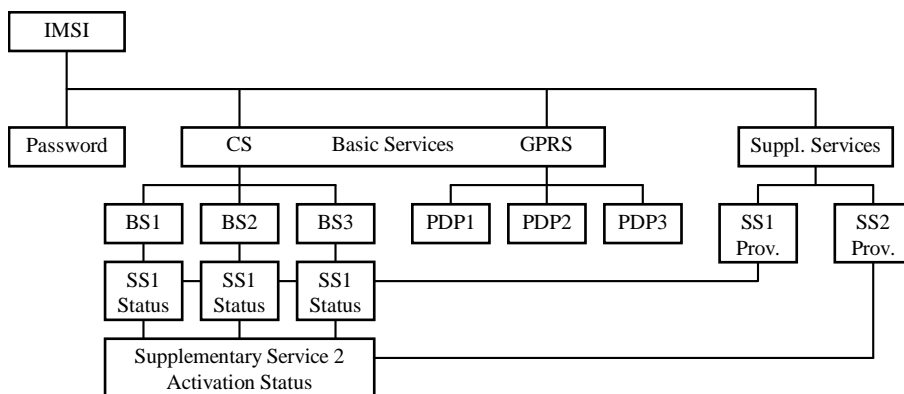 IMSI
Password
CS Basic Services GPRS
Suppl. Services
BS1
BS2
BS3
PDP1
PDP2
PDP3
SS1
Prov.
SS2
Prov.
SS1
Status
SS1
Status
SS1
Status
Supplementary Service 2
Activation Status